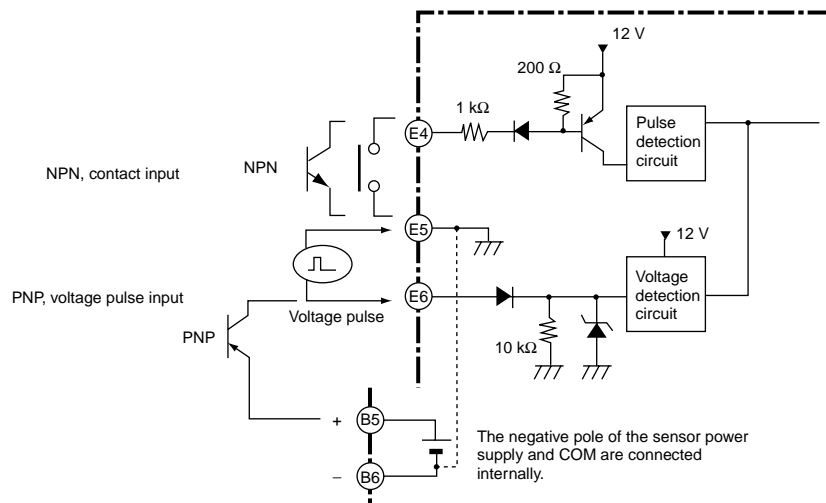 12 V
200 Ω
1 kΩ
E4
Pulse
detection
circuit
NPN
NPN, contact input
E5
12 V
Voltage
detection
circuit
E6
PNP, voltage pulse input
Voltage pulse
PNP
10 kΩ
+ B5
The negative pole of the sensor power
supply and COM are connected
internally.
− B6